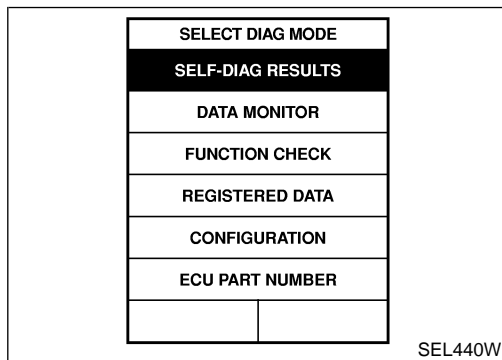 SELECT DIAG MODE
SELF-DIAG RESULTS
DATA MONITOR
FUNCTION CHECK
REGISTERED DATA
CONFIGURATION
ECU PART NUMBER
SEL440W